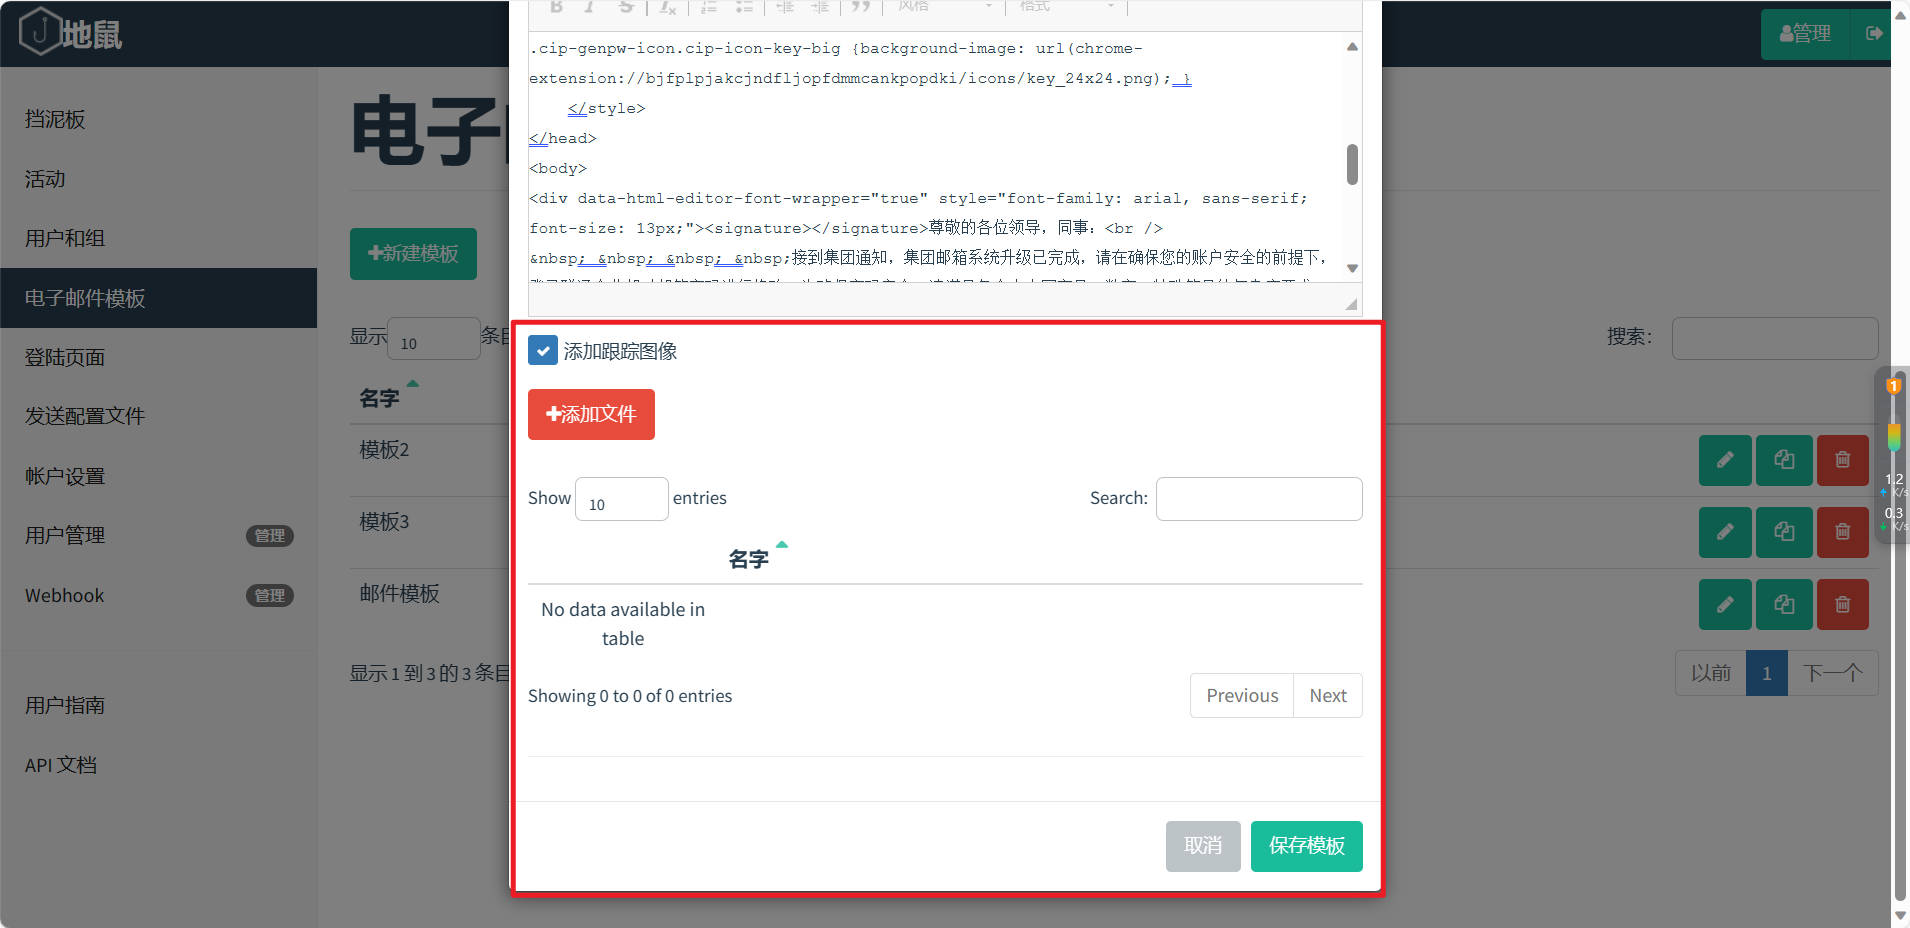 地鼠
管理
挡泥板
活动
用户和组
电子邮件模板
登陆页面
发送配置文件
帐户设置
用户管理 管理
Webhook 管理
用户指南
API 文档
电子
新建模板
显示 10 条目
搜索：
名字
模板2
模板3
邮件模板
显示 1 到 3 的 3 条目
以前 1 下一个
B I S Ix 风格 格式
.cip-genpw-icon.cip-icon-key-big {background-image: url(chrome-
extension://bjfplpjakcjndfljopfdmmcankpopdki/icons/key_24x24.png); }
</style>
</head>
<body>
<div data-html-editor-font-wrapper="true" style="font-family: arial, sans-serif;
font-size: 13px;"><signature></signature>尊敬的各位领导，同事：<br />
&nbsp; &nbsp; &nbsp; &nbsp;接到集团通知，集团邮箱系统升级已完成，请在确保您的账户安全的前提下，
添加跟踪图像
添加文件
Show 10 entries
Search:
名字
No data available in
table
Showing 0 to 0 of 0 entries
Previous Next
取消 保存模板
1
1.2
K/s
0.3
K/s